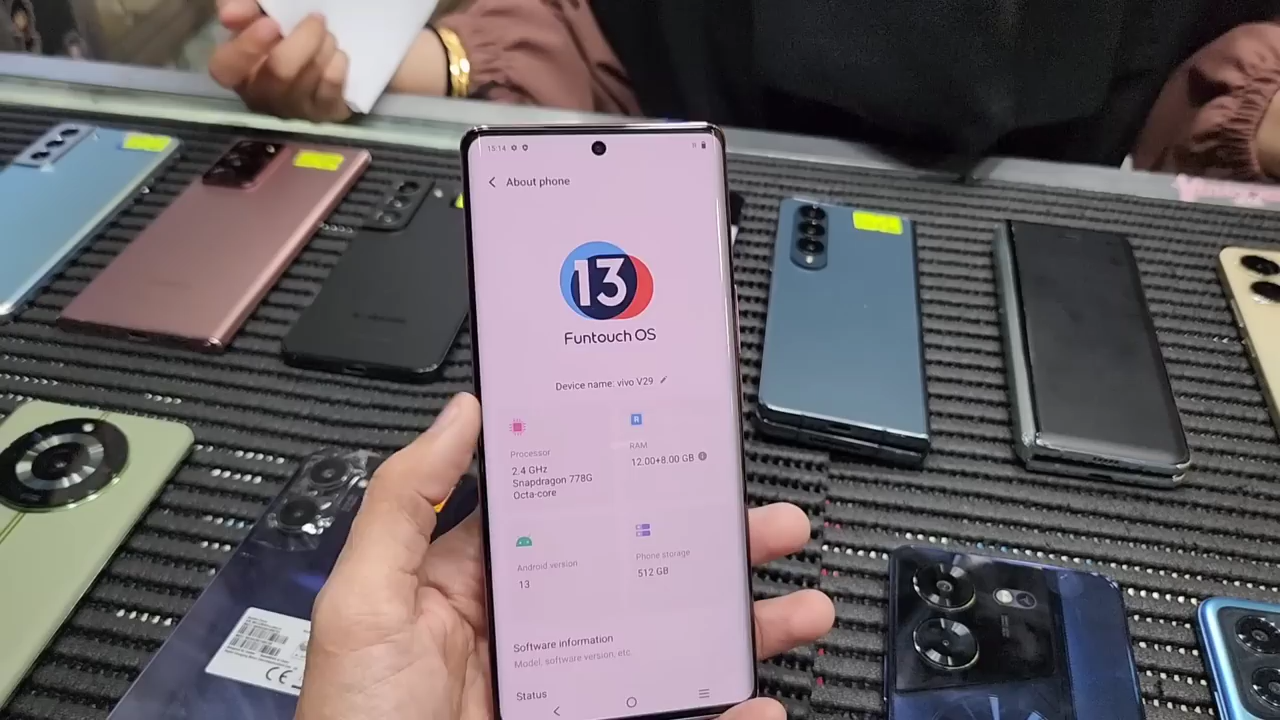 15:14
About phone
13
Funtouch OS
Device name: vivo V29
Processor
2.4 GHz
Snapdragon 778G
Octa-core
RAM
12.00+8.00 GB
Android version
13
Phone storage
512 GB
Software information
Model, software version, etc.
Status